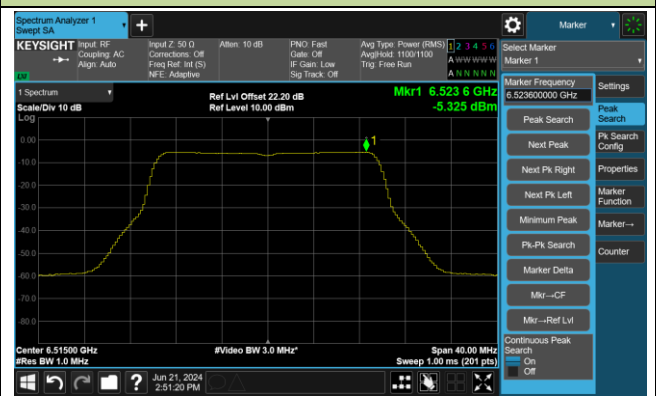 Spectrum Analyzer 1
Swept SA
+
Marker
KEYSIGHT
Input: RF
Coupling: AC
Align: Auto
Input Z: 50 Ω
Corrections: Off
Freq Ref: Int (S)
NFE: Adaptive
Atten: 10 dB
PNO: Fast
Gate: Off
IF Gain: Low
Sig Track: Off
Avg Type: Power (RMS)
Avg|Hold: 1100/1100
Trig: Free Run
1 2 3 4 5 6
A W W W W W
A N N N N N
Select Marker
Marker 1
1 Spectrum
Scale/Div 10 dB
Ref Lvl Offset 22.20 dB
Ref Level 10.00 dBm
Mkr1 6.523 6 GHz
-5.325 dBm
Log
0.00
-10.0
-20.0
-30.0
-40.0
-50.0
-60.0
-70.0
-80.0
1
Center 6.51500 GHz
#Res BW 1.0 MHz
#Video BW 3.0 MHz*
Span 40.00 MHz
Sweep 1.00 ms (201 pts)
Marker Frequency
6.523600000 GHz
Peak Search
Next Peak
Next Pk Right
Next Pk Left
Minimum Peak
Pk-Pk Search
Marker Delta
Mkr→CF
Mkr→Ref Lvl
Continuous Peak
Search
On
Off
Settings
Peak
Search
Pk Search
Config
Properties
Marker
Function
Marker→
Counter
?
Jun 21, 2024
2:51:20 PM